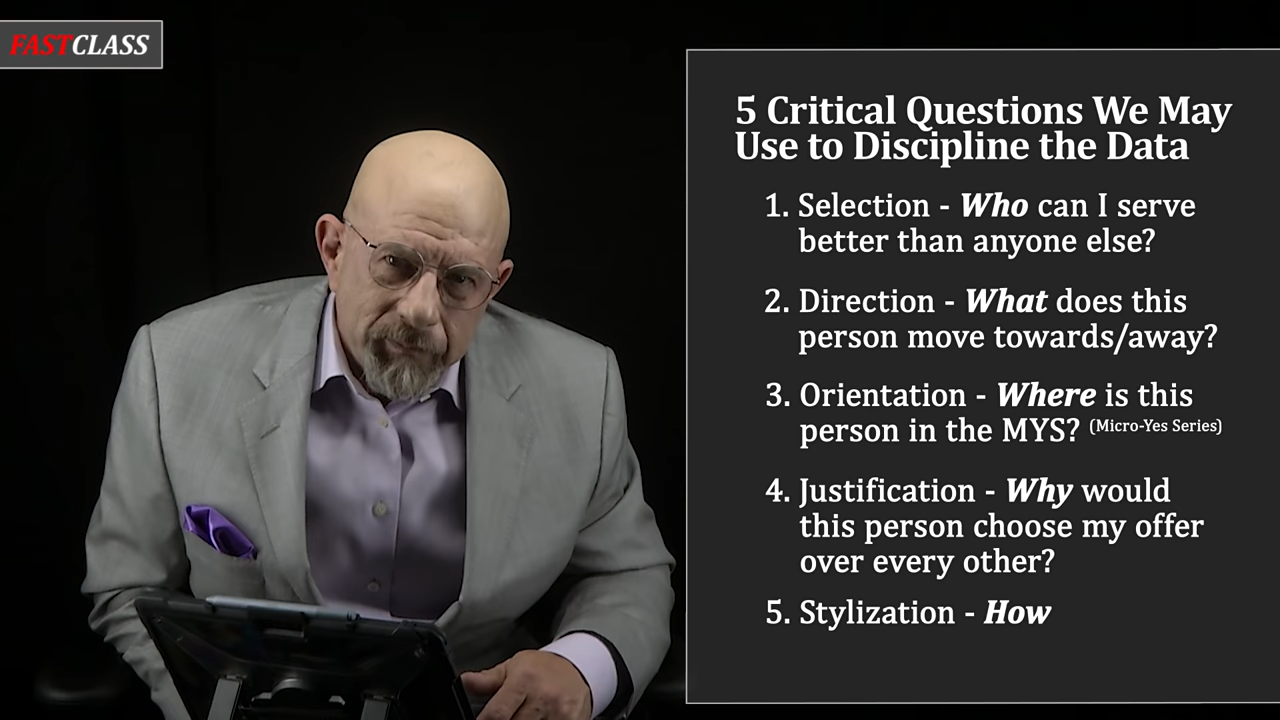 FASTCLASS
5 Critical Questions We May
Use to Discipline the Data
1. Selection - Who can I serve
better than anyone else?
2. Direction - What does this
person move towards/away?
3. Orientation - Where is this
person in the MYS? (Micro-Yes Series)
4. Justification - Why would
this person choose my offer
over every other?
5. Stylization - How